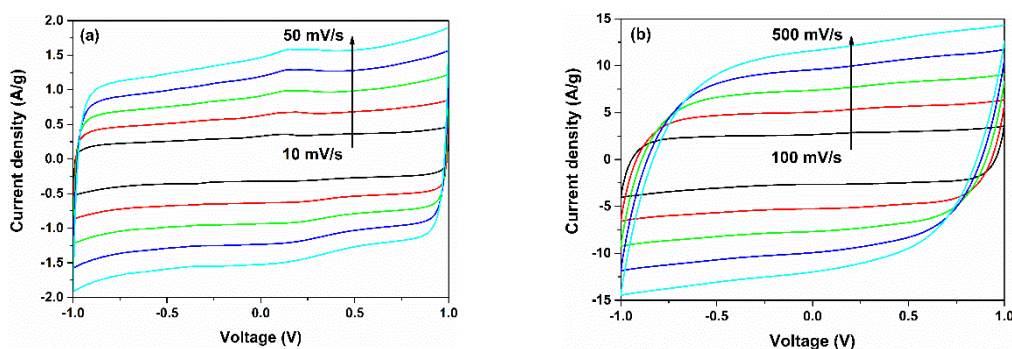 (a)
50 mV/s
10 mV/s
2.0
1.5
1.0
0.5
0.0
-0.5
-1.0
-1.5
-2.0
-1.0 -0.5 0.0 0.5 1.0
Current density (A/g)
Voltage (V)
(b)
500 mV/s
100 mV/s
15
10
5
0
-5
-10
-15
-1.0 -0.5 0.0 0.5 1.0
Current density (A/g)
Voltage (V)